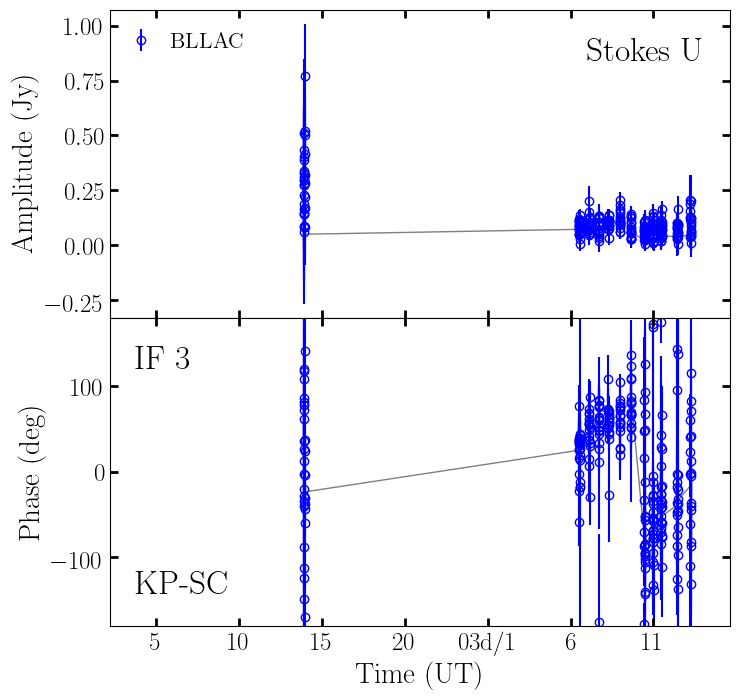 1.00
0.75
0.50
0.25
0.00
−0.25
Amplitude (Jy)
BLLAC
Stokes U
100
0
−100
Phase (deg)
IF 3
KP-SC
5 10 15 20 03d/1 6 11
Time (UT)